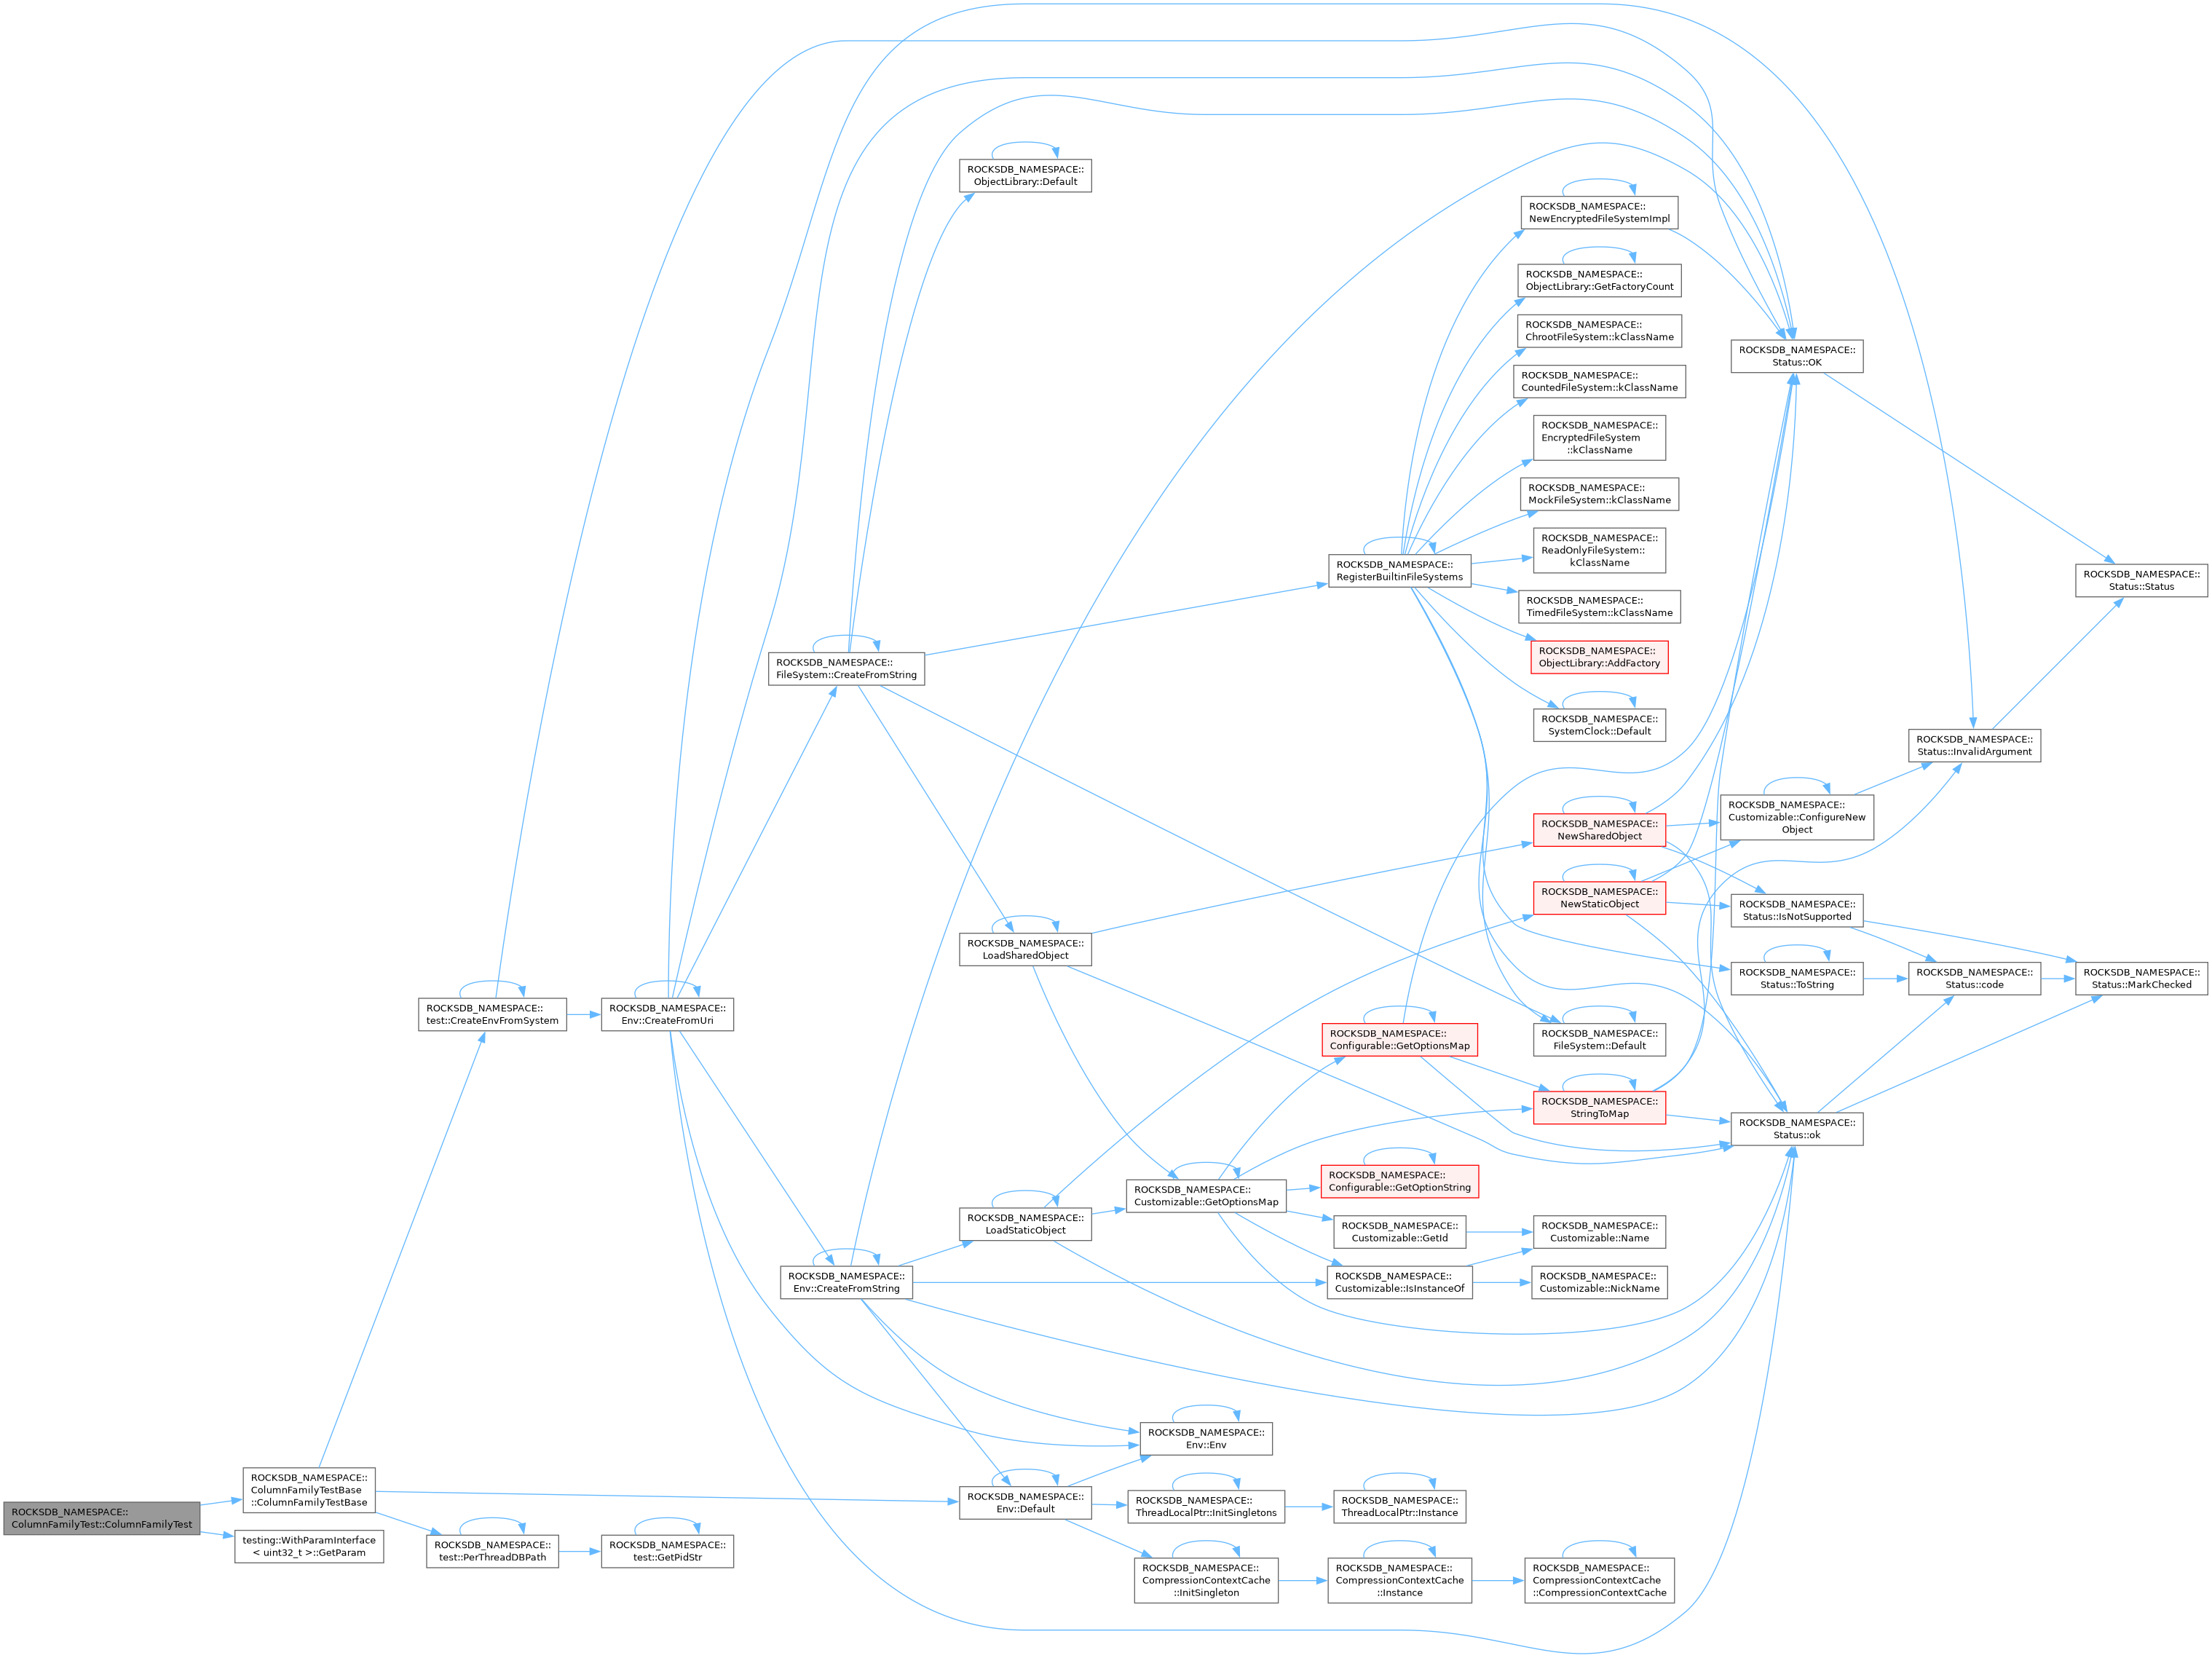 ROCKSDB_NAMESPACE::
ColumnFamilyTest::ColumnFamilyTest
ROCKSDB_NAMESPACE::
ColumnFamilyTestBase
::ColumnFamilyTestBase
testing::WithParamInterface
< uint32_t >::GetParam
ROCKSDB_NAMESPACE::
test::CreateEnvFromSystem
ROCKSDB_NAMESPACE::
test::PerThreadDBPath
ROCKSDB_NAMESPACE::
Env::CreateFromUri
ROCKSDB_NAMESPACE::
test::GetPidStr
ROCKSDB_NAMESPACE::
FileSystem::CreateFromString
ROCKSDB_NAMESPACE::
Env::CreateFromString
ROCKSDB_NAMESPACE::
ObjectLibrary::Default
ROCKSDB_NAMESPACE::
LoadSharedObject
ROCKSDB_NAMESPACE::
LoadStaticObject
ROCKSDB_NAMESPACE::
Env::Default
ROCKSDB_NAMESPACE::
Customizable::GetOptionsMap
ROCKSDB_NAMESPACE::
Env::Env
ROCKSDB_NAMESPACE::
ThreadLocalPtr::InitSingletons
ROCKSDB_NAMESPACE::
CompressionContextCache
::InitSingleton
ROCKSDB_NAMESPACE::
RegisterBuiltinFileSystems
ROCKSDB_NAMESPACE::
Configurable::GetOptionsMap
ROCKSDB_NAMESPACE::
Configurable::GetOptionString
ROCKSDB_NAMESPACE::
Customizable::GetId
ROCKSDB_NAMESPACE::
Customizable::IsInstanceOf
ROCKSDB_NAMESPACE::
ThreadLocalPtr::Instance
ROCKSDB_NAMESPACE::
CompressionContextCache
::Instance
ROCKSDB_NAMESPACE::
NewEncryptedFileSystemImpl
ROCKSDB_NAMESPACE::
ObjectLibrary::GetFactoryCount
ROCKSDB_NAMESPACE::
ChrootFileSystem::kClassName
ROCKSDB_NAMESPACE::
CountedFileSystem::kClassName
ROCKSDB_NAMESPACE::
EncryptedFileSystem
::kClassName
ROCKSDB_NAMESPACE::
MockFileSystem::kClassName
ROCKSDB_NAMESPACE::
ReadOnlyFileSystem::
kClassName
ROCKSDB_NAMESPACE::
TimedFileSystem::kClassName
ROCKSDB_NAMESPACE::
ObjectLibrary::AddFactory
ROCKSDB_NAMESPACE::
SystemClock::Default
ROCKSDB_NAMESPACE::
NewSharedObject
ROCKSDB_NAMESPACE::
NewStaticObject
ROCKSDB_NAMESPACE::
FileSystem::Default
ROCKSDB_NAMESPACE::
StringToMap
ROCKSDB_NAMESPACE::
Customizable::Name
ROCKSDB_NAMESPACE::
Customizable::NickName
ROCKSDB_NAMESPACE::
CompressionContextCache
::CompressionContextCache
ROCKSDB_NAMESPACE::
Status::OK
ROCKSDB_NAMESPACE::
Customizable::ConfigureNew
Object
ROCKSDB_NAMESPACE::
Status::IsNotSupported
ROCKSDB_NAMESPACE::
Status::ToString
ROCKSDB_NAMESPACE::
Status::ok
ROCKSDB_NAMESPACE::
Status::InvalidArgument
ROCKSDB_NAMESPACE::
Status::code
ROCKSDB_NAMESPACE::
Status::Status
ROCKSDB_NAMESPACE::
Status::MarkChecked